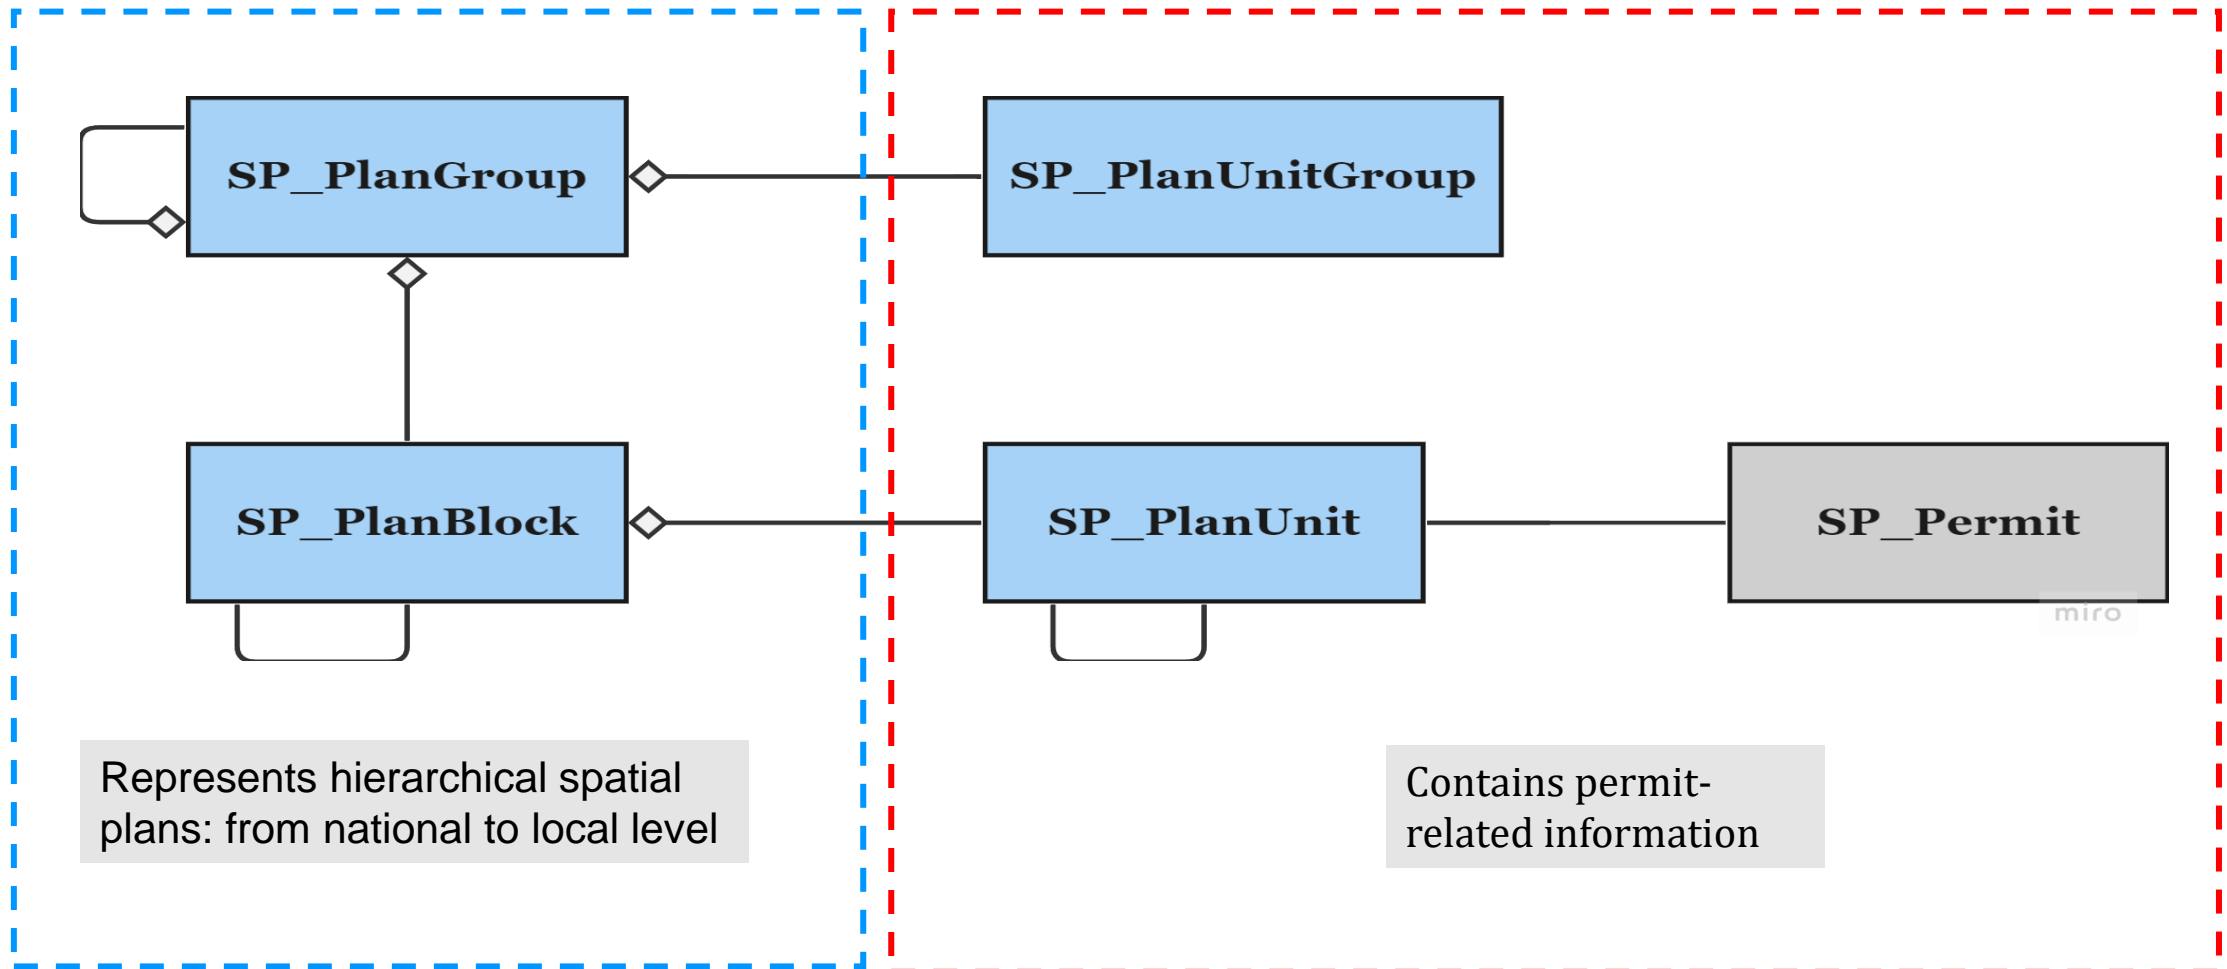 SP_PlanGroup
SP_PlanUnitGroup
SP_PlanBlock
SP_PlanUnit
SP_Permit
miro
Represents hierarchical spatial
plans: from national to local level
Contains permit-
related information